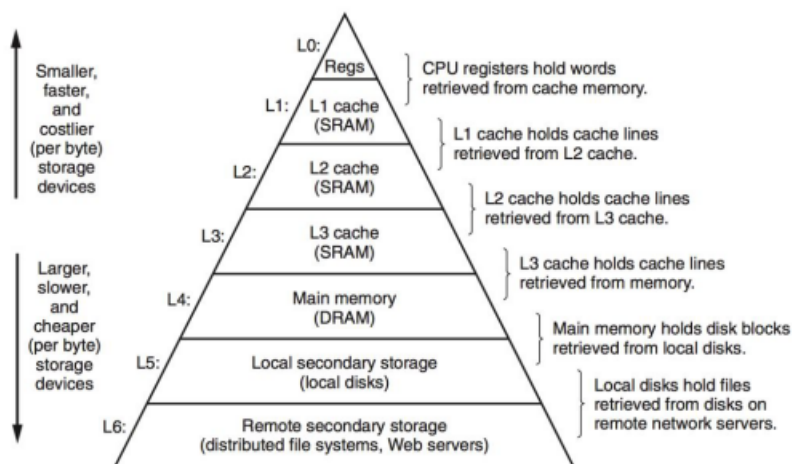 Smaller,
faster,
and
costlier
(per byte)
storage
devices
Larger,
slower,
and
cheaper
(per byte)
storage
devices
L0:
Regs
L1:
L1 cache
(SRAM)
L2:
L2 cache
(SRAM)
L3:
L3 cache
(SRAM)
L4:
Main memory
(DRAM)
L5:
Local secondary storage
(local disks)
L6:
Remote secondary storage
(distributed file systems, Web servers)
CPU registers hold words
retrieved from cache memory.
L1 cache holds cache lines
retrieved from L2 cache.
L2 cache holds cache lines
retrieved from L3 cache.
L3 cache holds cache lines
retrieved from memory.
Main memory holds disk blocks
retrieved from local disks.
Local disks hold files
retrieved from disks on
remote network servers.